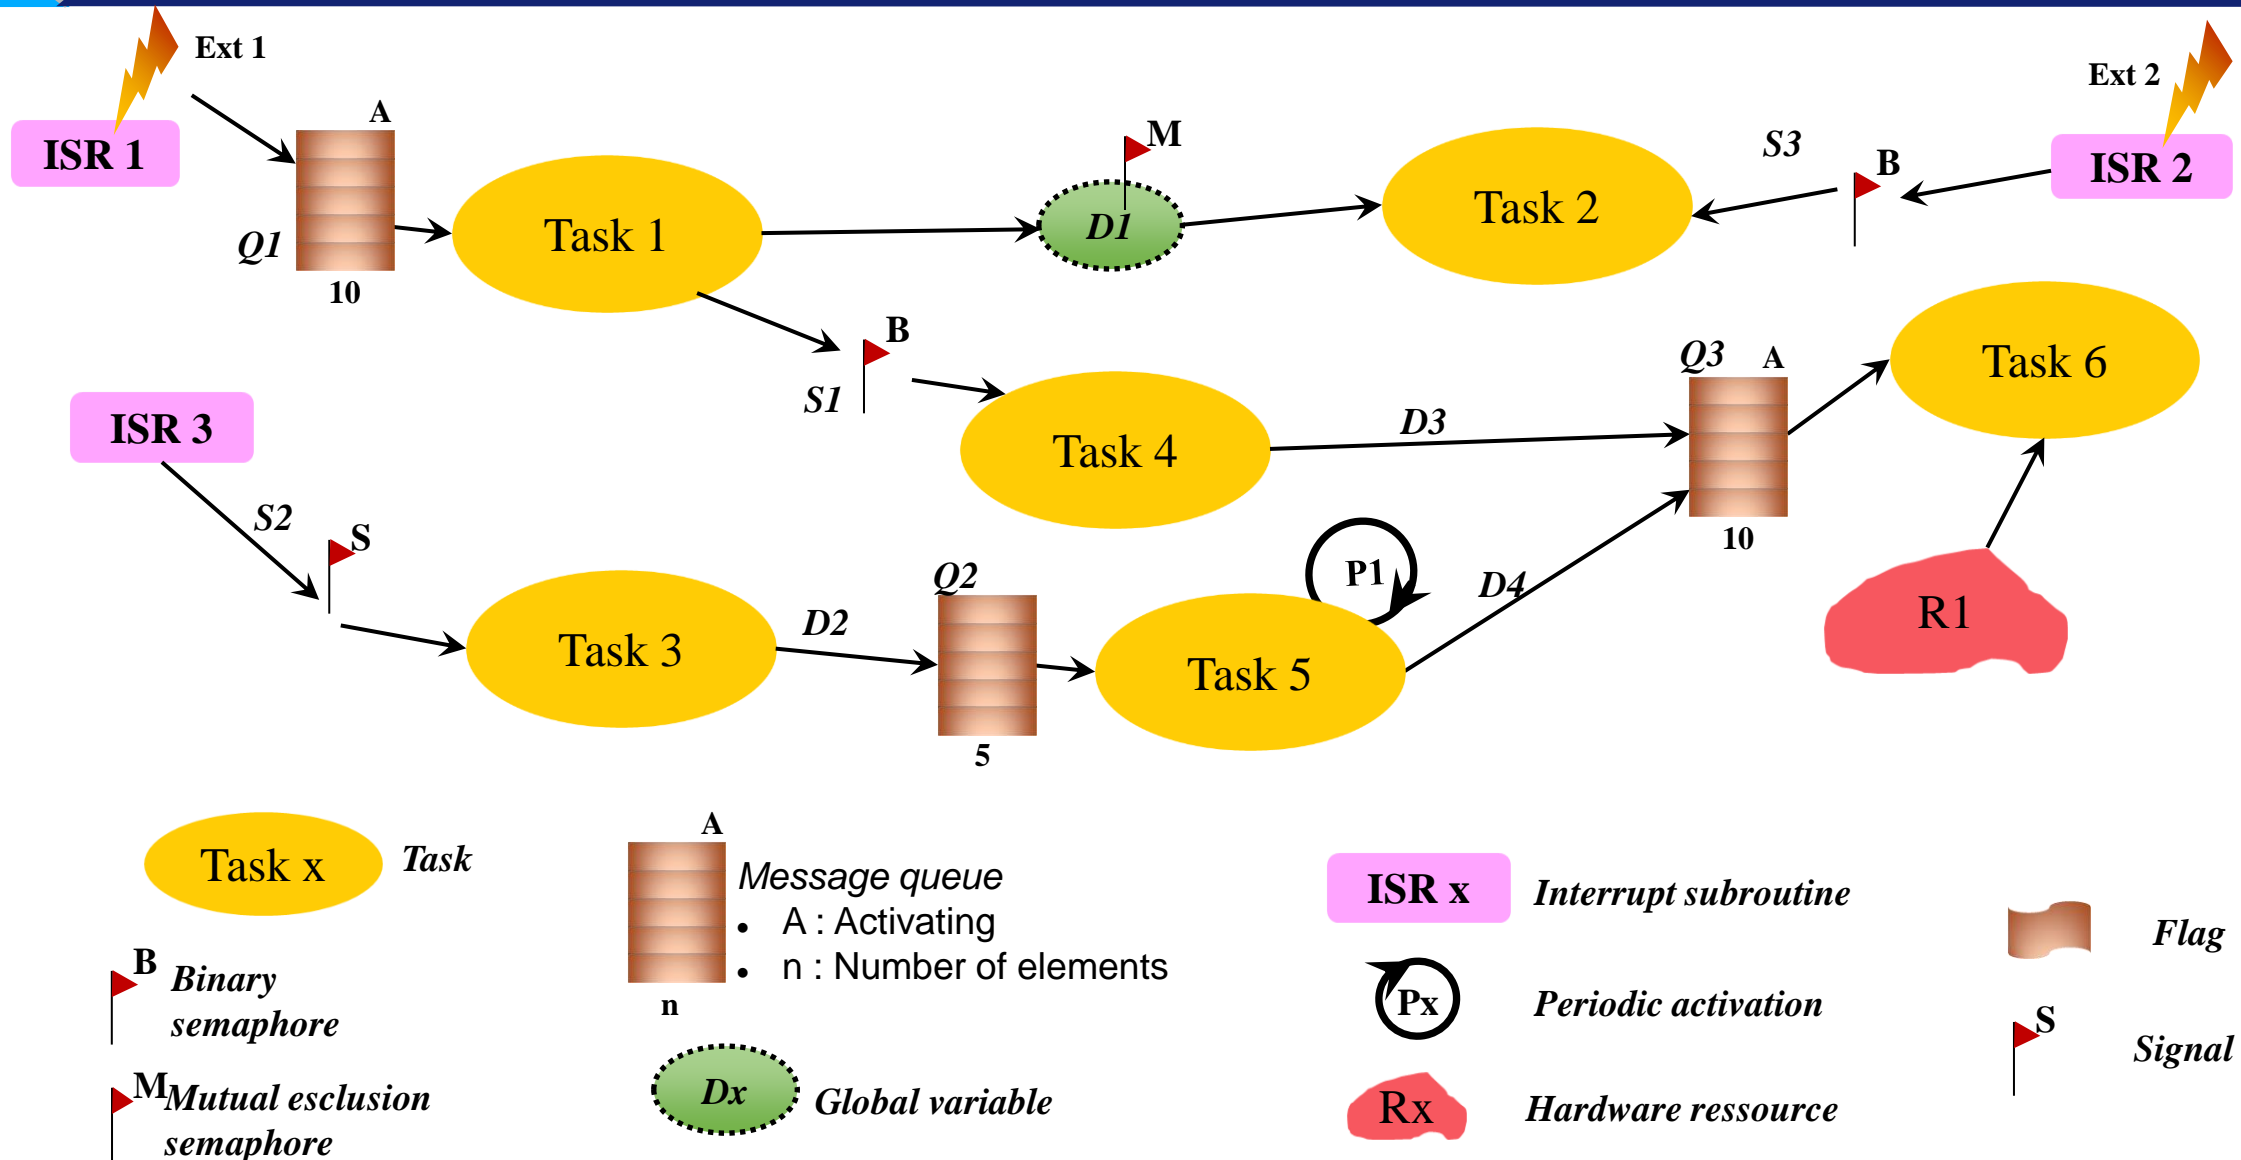 Ext 1
Ext 2
A
M
ISR 1
S3
B
ISR 2
Task 1
D1
Task 2
Q1
10
B
S1
Q3
A
Task 6
ISR 3
Task 4
D3
S2
S
10
Q2
P1
D4
R1
Task 3
D2
Task 5
5
Task x
Task
A
Message queue
• A : Activating
• n : Number of elements
n
ISR x
Interrupt subroutine
Flag
B
Binary
semaphore
Px
Periodic activation
S
Signal
M
Mutual esclusion
semaphore
Dx
Global variable
Rx
Hardware ressource